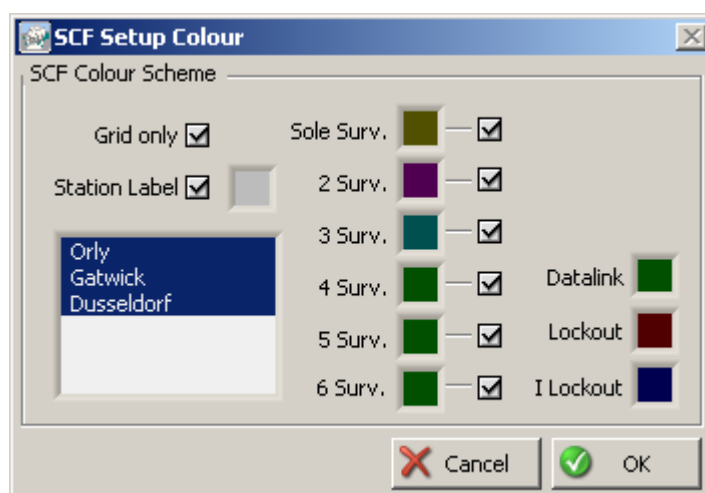 SCF Setup Colour
SCF Colour Scheme
Grid only
Station Label
Orly
Gatwick
Dusseldorf
Sole Surv.
2 Surv.
3 Surv.
4 Surv.
5 Surv.
6 Surv.
Datalink
Lockout
I Lockout
Cancel
OK